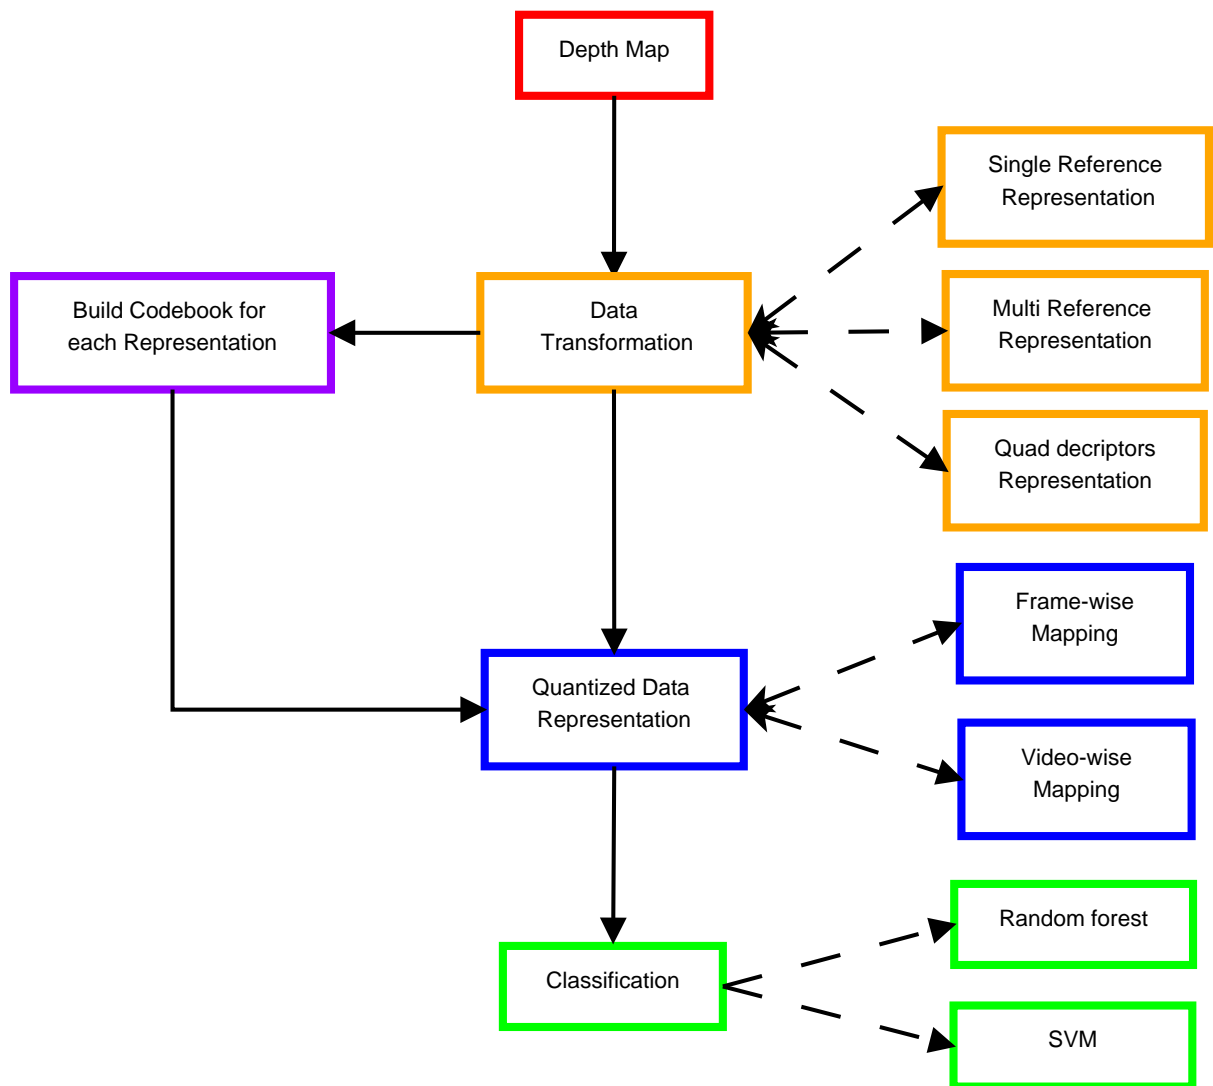 Depth Map
Single Reference
Representation
Build Codebook for
each Representation
Data
Transformation
Multi Reference
Representation
Quad decriptors
Representation
Frame-wise
Mapping
Quantized Data
Representation
Video-wise
Mapping
Random forest
Classification
SVM